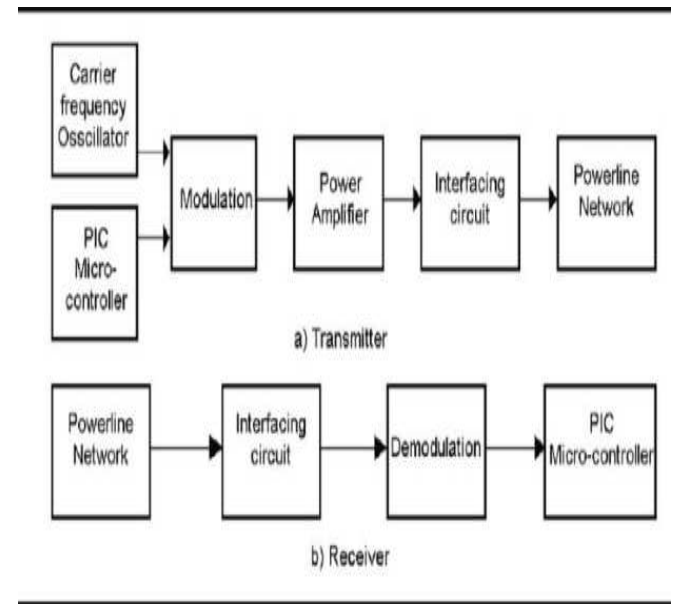 Carrier
frequency
Osscillator
Modulation
Power
Amplifier
Interfacing
circuit
Powerline
Network
PIC
Micro-
controller
a) Transmitter
Powerline
Network
Interfacing
circuit
Demodulation
PIC
Micro-controller
b) Receiver